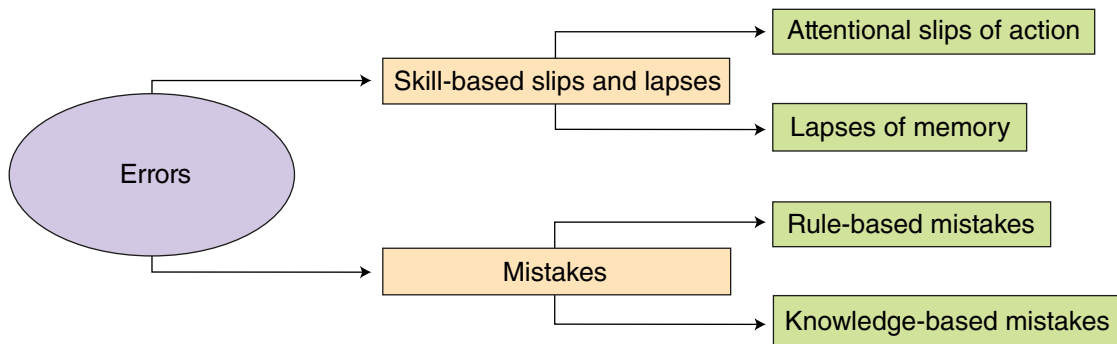 Errors
Skill-based slips and lapses
Attentional slips of action
Lapses of memory
Mistakes
Rule-based mistakes
Knowledge-based mistakes